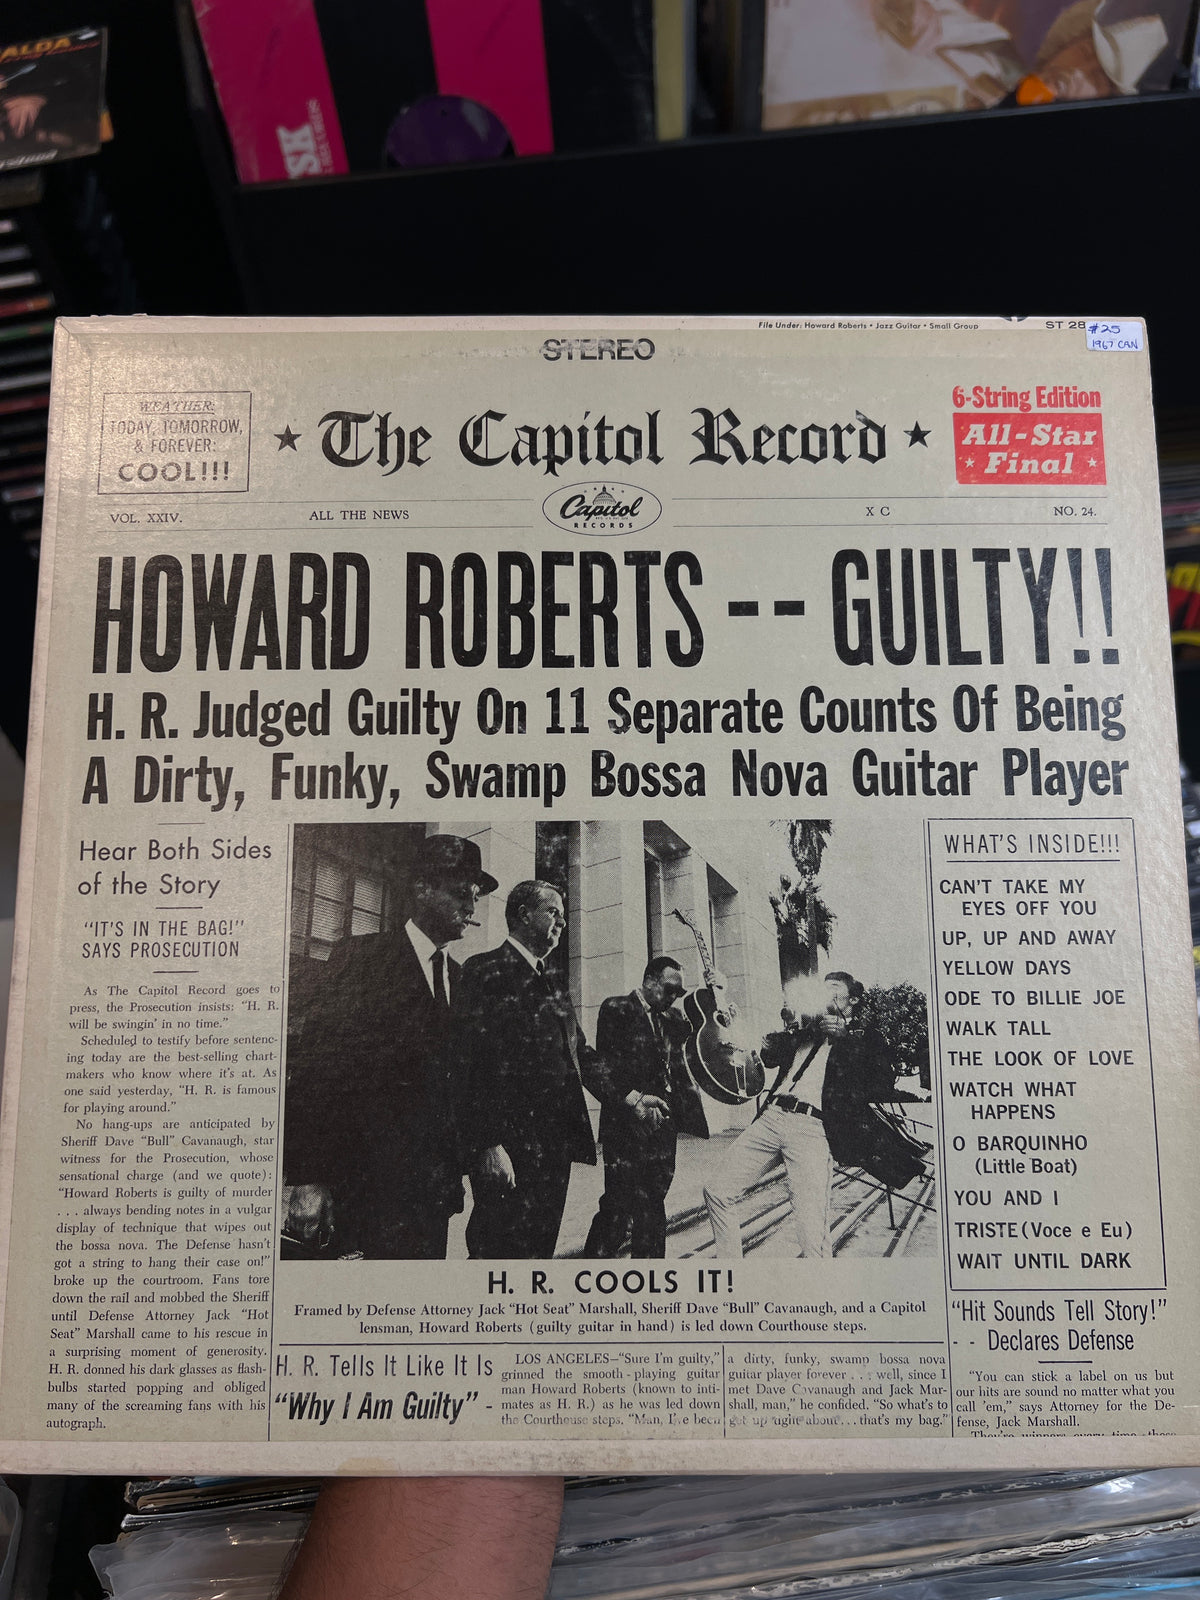 ALDA
SK
File Under: Howard Roberts • Jazz Guitar • Small Group
ST 28
#25
1967 CAN
STEREO
WEATHER:
TODAY, TOMORROW,
& FOREVER:
COOL!!!
★ The Capitol Record ★
6-String Edition
All-Star
★ Final ★
VOL. XXIV.
ALL THE NEWS
Capitol
RECORDS
X C
NO. 24.
HOWARD ROBERTS -- GUILTY!!
H. R. Judged Guilty On 11 Separate Counts Of Being
A Dirty, Funky, Swamp Bossa Nova Guitar Player
Hear Both Sides
of the Story
"IT'S IN THE BAG!"
SAYS PROSECUTION
As The Capitol Record goes to
press, the Prosecution insists: "H. R.
will be swingin' in no time."
Scheduled to testify before sentenc-
ing today are the best-selling chart-
makers who know where it's at. As
one said yesterday, "H. R. is famous
for playing around."
No hang-ups are anticipated by
Sheriff Dave "Bull" Cavanaugh, star
witness for the Prosecution, whose
sensational charge (and we quote):
"Howard Roberts is guilty of murder
. . . always bending notes in a vulgar
display of technique that wipes out
the bossa nova. The Defense hasn't
got a string to hang their case on!"
broke up the courtroom. Fans tore
down the rail and mobbed the Sheriff
until Defense Attorney Jack "Hot
Seat" Marshall came to his rescue in
a surprising moment of generosity.
H. R. donned his dark glasses as flash-
bulbs started popping and obliged
many of the screaming fans with his
autograph.
H. R. COOLS IT!
Framed by Defense Attorney Jack "Hot Seat" Marshall, Sheriff Dave "Bull" Cavanaugh, and a Capitol
lensman, Howard Roberts (guilty guitar in hand) is led down Courthouse steps.
H. R. Tells It Like It Is
"Why I Am Guilty" -
LOS ANGELES—"Sure I'm guilty,"
grinned the smooth-playing guitar
man Howard Roberts (known to inti-
mates as H. R.) as he was led down
the Courthouse steps. "Man, I've been
a dirty, funky, swamp bossa nova
guitar player forever . . . well, since I
met Dave Cavanaugh and Jack Mar-
shall, man," he confided. "So what's to
get up tight about . . . that's my bag."
WHAT'S INSIDE!!!
CAN'T TAKE MY
EYES OFF YOU
UP, UP AND AWAY
YELLOW DAYS
ODE TO BILLIE JOE
WALK TALL
THE LOOK OF LOVE
WATCH WHAT
HAPPENS
O BARQUINHO
(Little Boat)
YOU AND I
TRISTE (Voce e Eu)
WAIT UNTIL DARK
"Hit Sounds Tell Story!"
- - Declares Defense
"You can stick a label on us but
our hits are sound no matter what you
call 'em," says Attorney for the De-
fense, Jack Marshall.
They're winners every time these